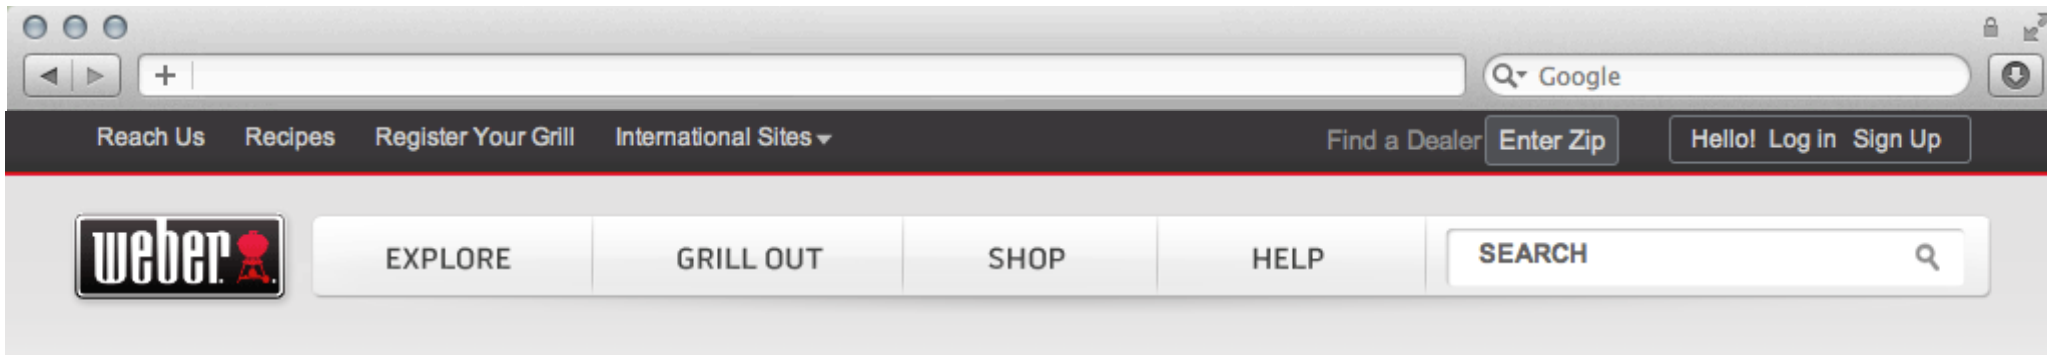 Google
Reach Us Recipes Register Your Grill International Sites Find a Dealer Enter Zip Hello! Log in Sign Up
weber. EXPLORE GRILL OUT SHOP HELP SEARCH